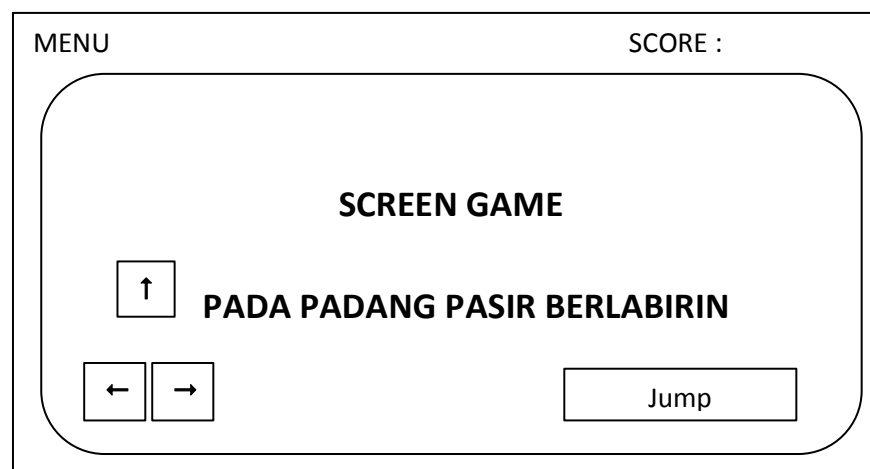 MENU SCORE :
SCREEN GAME
↑
PADA PADANG PASIR BERLABIRIN
← → Jump